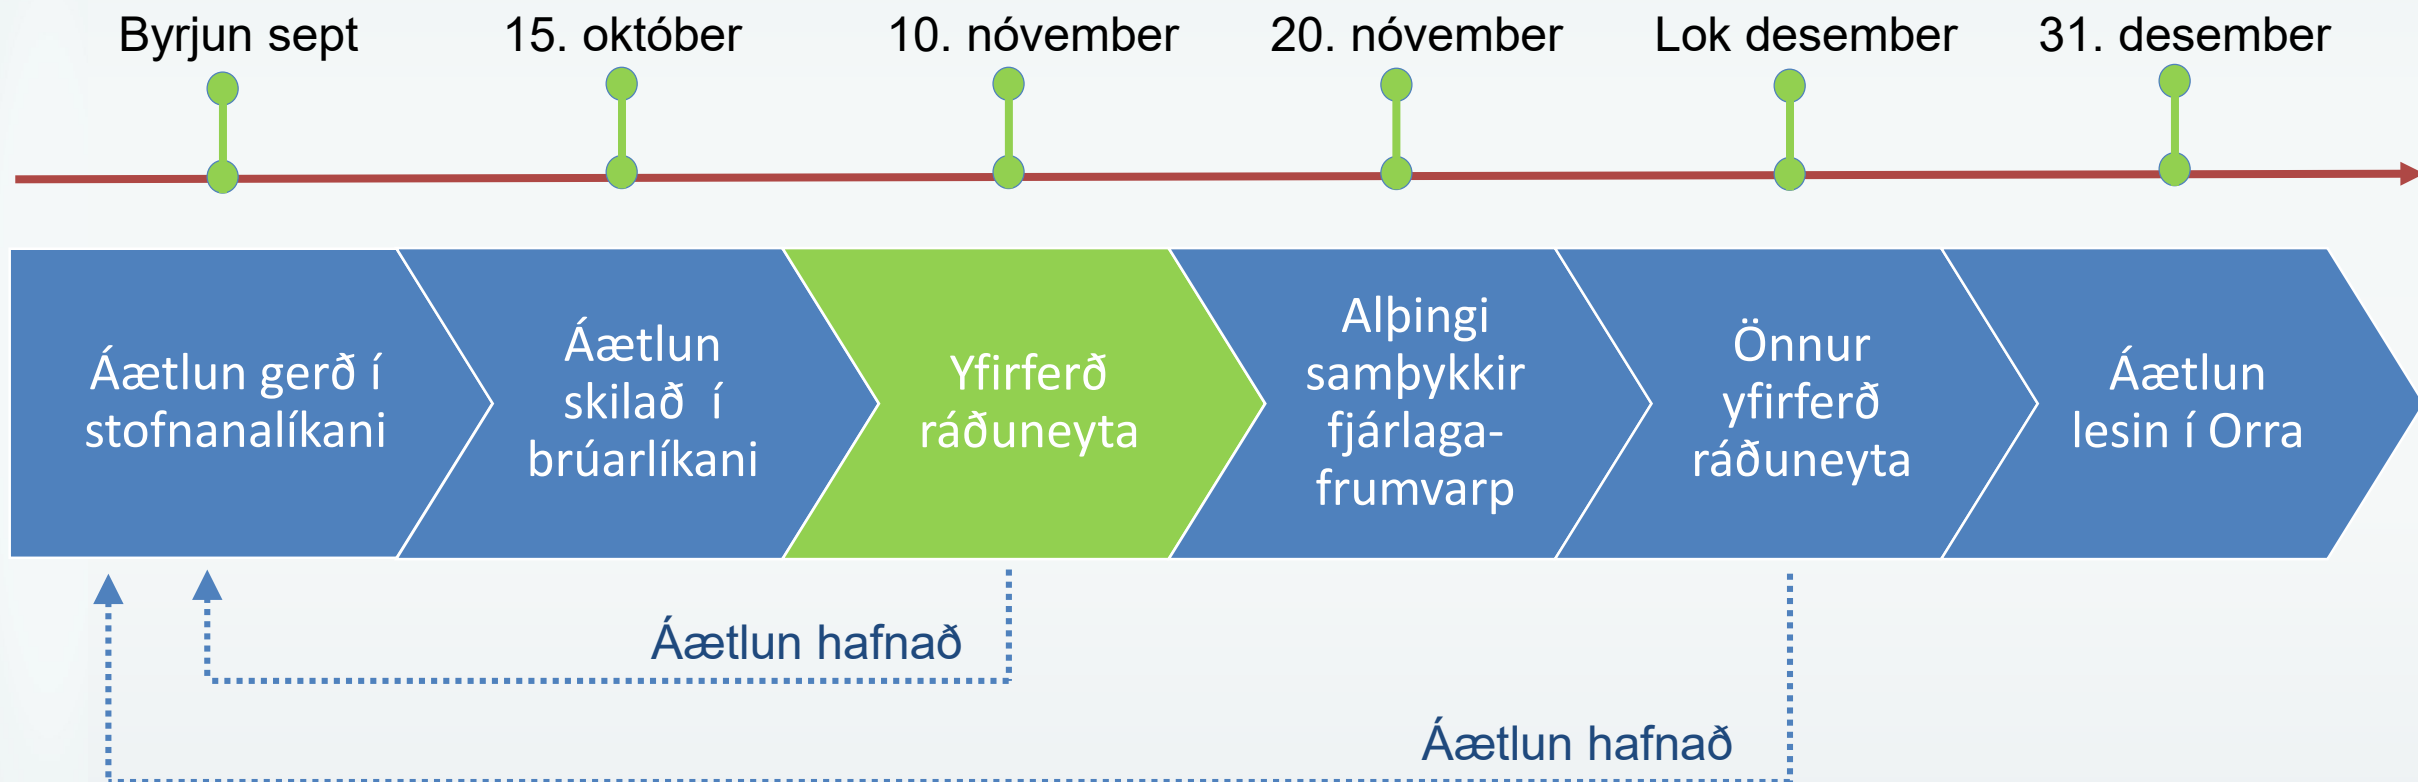 Byrjun sept
15. október
10. nóvember
20. nóvember
Lok desember
31. desember
Áætlun gerð í
stofnanalíkani
Áætlun
skilað í
brúarlíkani
Yfirferð
ráðuneyta
Alþingi
samþykkir
fjárlaga-
frumvarp
Önnur
yfirferð
ráðuneyta
Áætlun
lesin í Orra
Áætlun hafnað
Áætlun hafnað